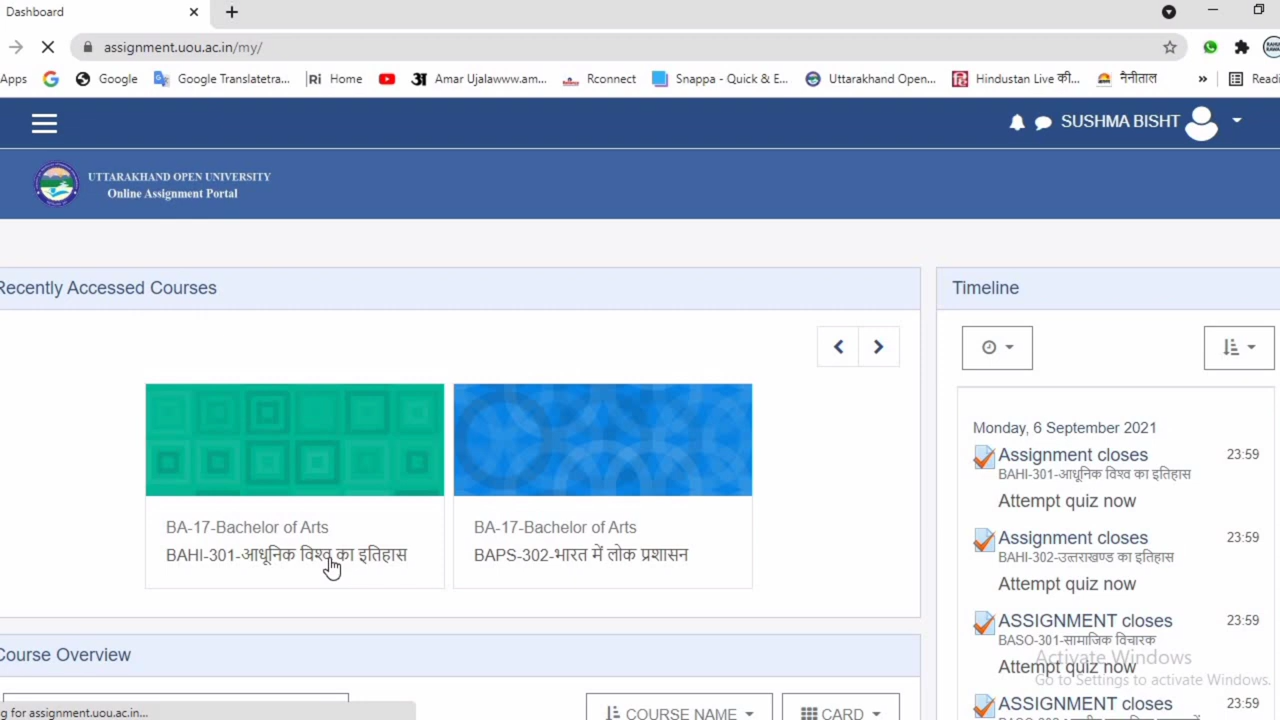 Dashboard
assignment.uou.ac.in/my/
Apps Google Google Translatetra... Ri Home Amar Ujalawww.am... Rconnect Snappa - Quick & E... Uttarakhand Open... Hindustan Live की... नैनीताल » Readi
SUSHMA BISHT
UTTARAKHAND OPEN UNIVERSITY
Online Assignment Portal
Recently Accessed Courses
BA-17-Bachelor of Arts
BAHI-301-आधूनिक विश्व का इतिहास
BA-17-Bachelor of Arts
BAPS-302-भारत में लोक प्रशासन
Course Overview
COURSE NAME
CARD
g for assignment.uou.ac.in...
Timeline
Monday, 6 September 2021
Assignment closes 23:59
BAHI-301-आधूनिक विश्व का इतिहास
Attempt quiz now
Assignment closes 23:59
BAHI-302-उत्तराखण्ड का इतिहास
Attempt quiz now
ASSIGNMENT closes 23:59
BASO-301-सामाजिक विचारक
Attempt quiz now
ASSIGNMENT closes 23:59
Activate Windows
Go to Settings to activate Windows.